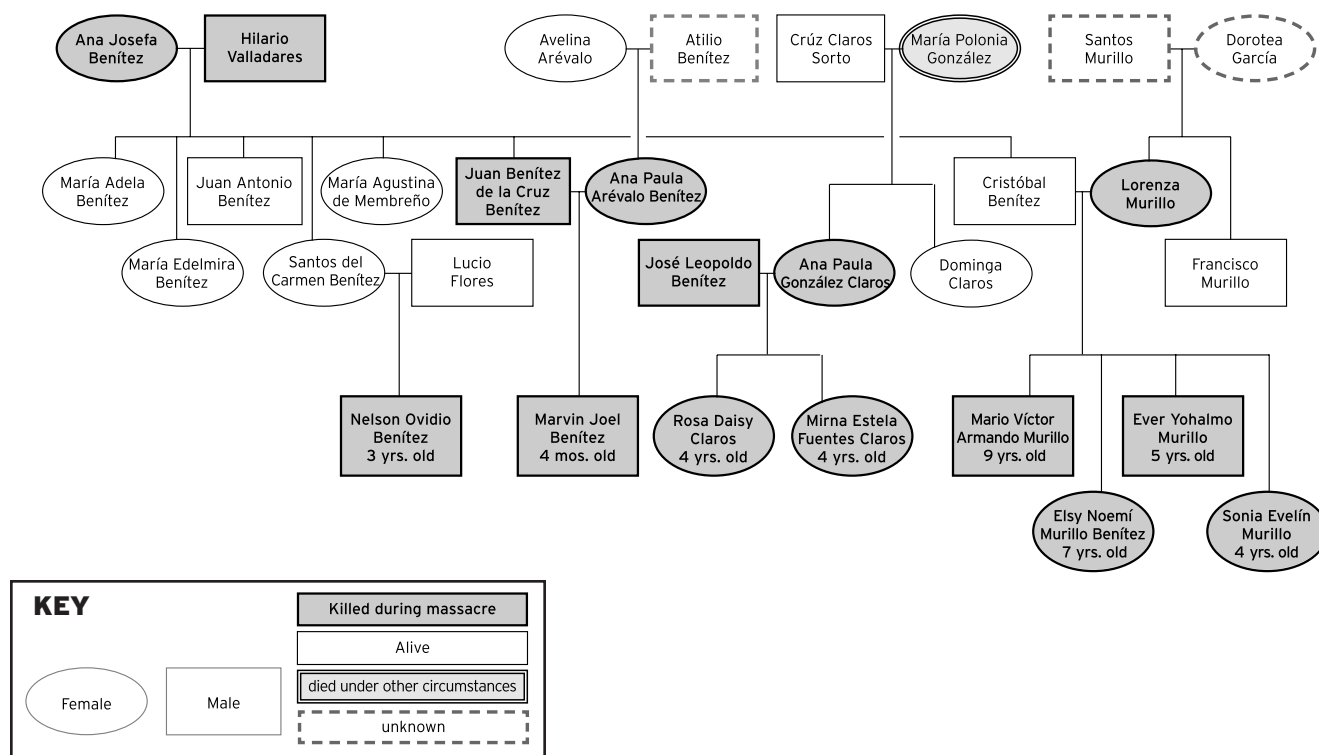 Ana Josefa
Benítez
Hilario
Valladares
Avelina
Arévalo
Atilio
Benítez
Crúz Claros
Sorto
María Polonia
González
Santos
Murillo
Dorotea
García
María Adela
Benítez
Juan Antonio
Benítez
María Agustina
de Membreño
Juan Benítez
de la Cruz
Benítez
Ana Paula
Arévalo Benítez
Cristóbal
Benítez
Lorenza
Murillo
María Edelmira
Benítez
Santos del
Carmen Benítez
Lucio
Flores
José Leopoldo
Benítez
Ana Paula
González Claros
Dominga
Claros
Francisco
Murillo
Nelson Ovidio
Benítez
3 yrs. old
Marvin Joel
Benítez
4 mos. old
Rosa Daisy
Claros
4 yrs. old
Mirna Estela
Fuentes Claros
4 yrs. old
Mario Víctor
Armando Murillo
9 yrs. old
Ever Yohalmo
Murillo
5 yrs. old
Elsy Noemí
Murillo Benítez
7 yrs. old
Sonia Evelín
Murillo
4 yrs. old
KEY
Killed during massacre
Alive
died under other circumstances
unknown
Female
Male